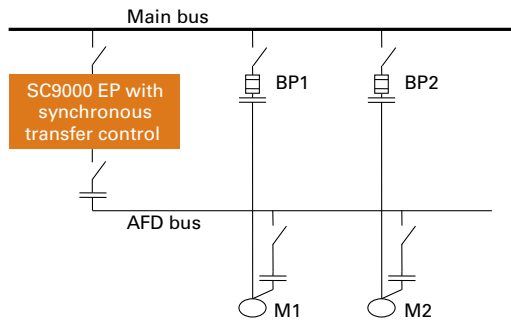 Main bus
SC9000 EP with
synchronous
transfer control
BP1
BP2
AFD bus
M1
M2